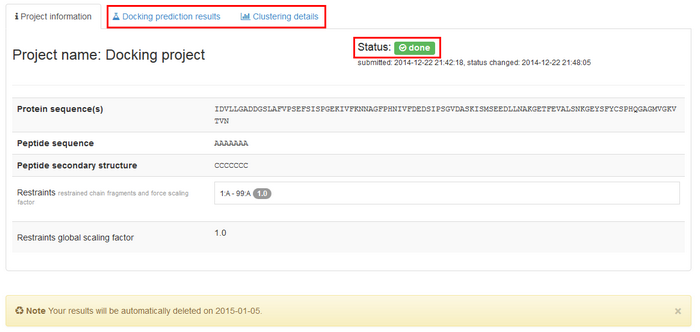 Project information Docking prediction results Clustering details
Project name: Docking project
Status: done
submitted: 2014-12-22 21:42:18, status changed: 2014-12-22 21:48:05
Protein sequence(s) IDVLLGADDGSLAFVPSEFSISPGEKIVFKNNAGFPHNIVFDEDSIPSGVDASKISMSEEDLLNAKGETFEVALSNKGEYSFYCSPHQGAGMVGKV
TVN
Peptide sequence AAAAAAA
Peptide secondary structure CCCCCCC
Restraints restrained chain fragments and force scaling
factor
1:A - 99:A 1.0
Restraints global scaling factor 1.0
Note Your results will be automatically deleted on 2015-01-05. ×